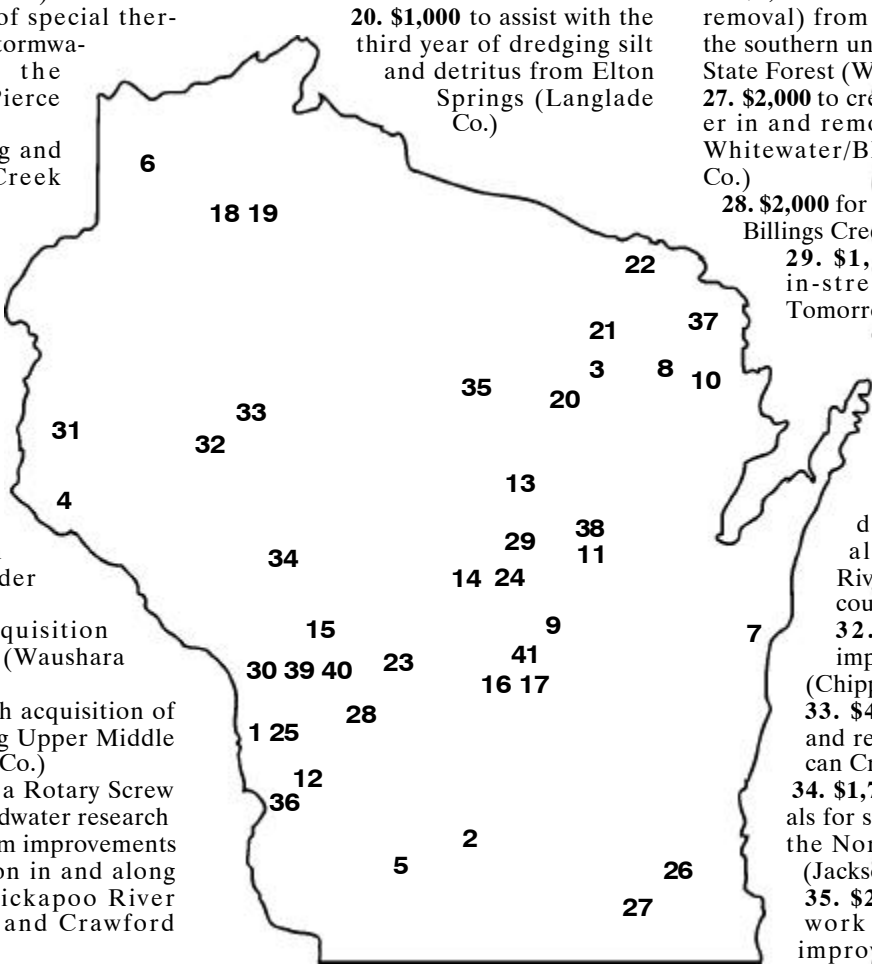 of special ther-
tormwa-
the
Pierce
g and
Creek
20. $1,000 to assist with the
third year of dredging silt
and detritus from Elton
Springs (Langlade
Co.)
removal) from
the southern un
State Forest (W
27. $2,000 to cre
er in and remo
Whitewater/Bl
Co.)
28. $2,000 for
Billings Cree
29. $1,
in-stre
Tomorro
6
18 19
22
21
37
3
8
10
35
20
33
31
32
13
4
38
29
11
34
14 24
15
9
7
41
23
30 39 40
16 17
28
1 25
12
36
2
5
26
27
der
quisition
(Waushara
h acquisition of
g Upper Middle
Co.)
a Rotary Screw
dwater research
m improvements
on in and along
ickapoo River
and Crawford
d
al
Riv
cou
32.
imp
(Chipp
33. $4
and re
can Cr
34. $1,7
als for s
the Nor
(Jackso
35. $2
work
improv